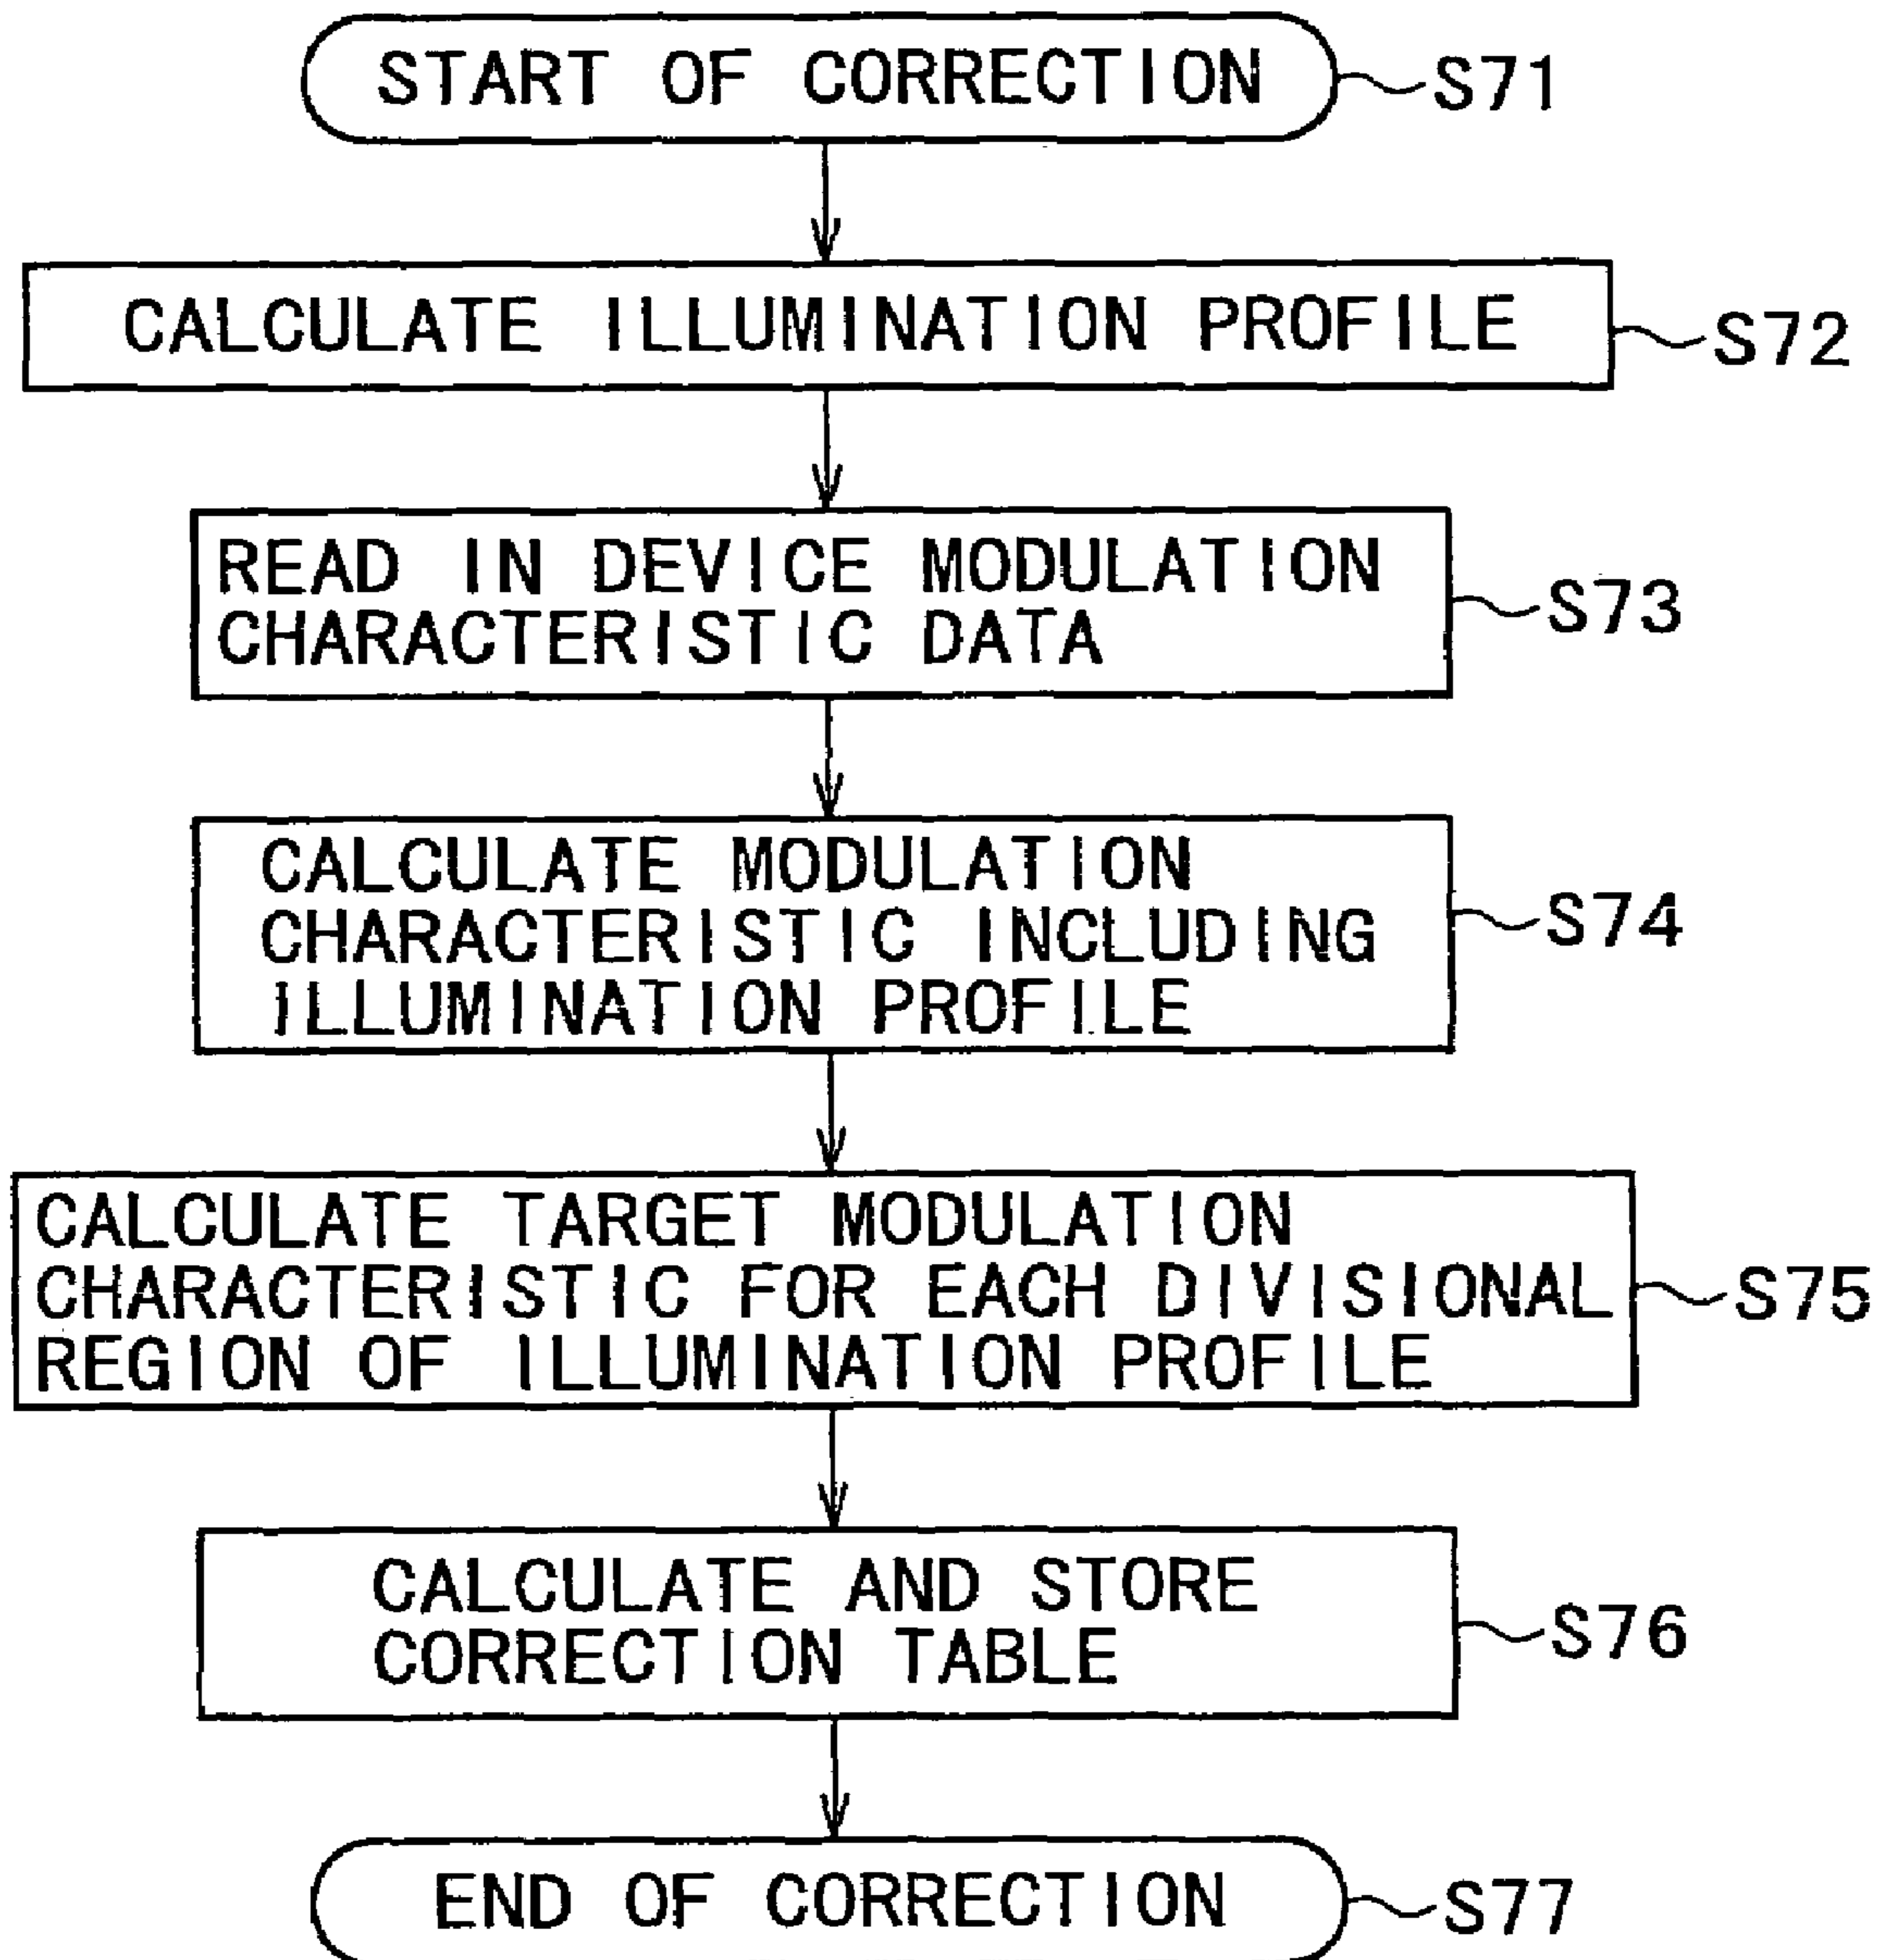 START OF CORRECTION
S71
CALCULATE ILLUMINATION PROFILE
S72
READ IN DEVICE MODULATION
CHARACTERISTIC DATA
S73
CALCULATE MODULATION
CHARACTERISTIC INCLUDING
ILLUMINATION PROFILE
S74
CALCULATE TARGET MODULATION
CHARACTERISTIC FOR EACH DIVISIONAL
REGION OF ILLUMINATION PROFILE
S75
CALCULATE AND STORE
CORRECTION TABLE
S76
END OF CORRECTION
S77